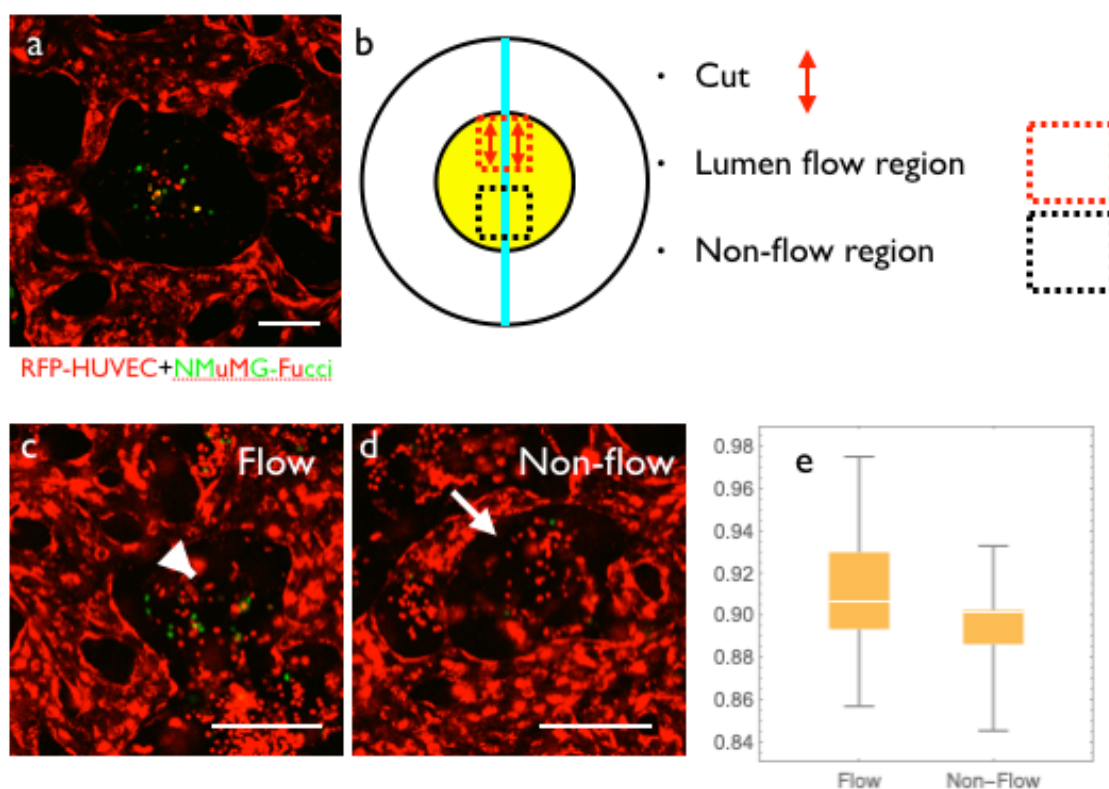 a
RFP-HUVEC+NMuMG-Fucci
b
• Cut
• Lumen flow region
• Non-flow region
c
Flow
d
Non-flow
e
0.98
0.96
0.94
0.92
0.90
0.88
0.86
0.84
Flow
Non-Flow